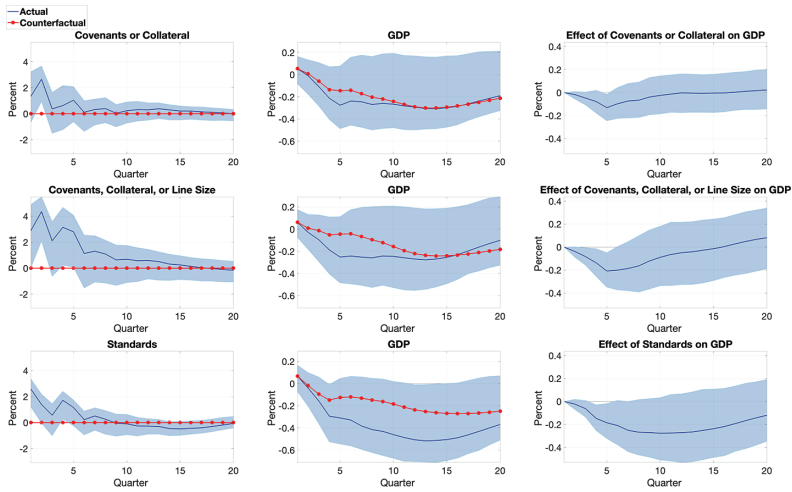 Actual
Counterfactual
Covenants or Collateral
GDP
Effect of Covenants or Collateral on GDP
Percent
4
2
0
-2
5
10
15
20
Quarter
Percent
0.2
0
-0.2
-0.4
-0.6
5
10
15
20
Quarter
Percent
0.4
0.2
0
-0.2
-0.4
5
10
15
20
Quarter
Covenants, Collateral, or Line Size
GDP
Effect of Covenants, Collateral, or Line Size on GDP
Percent
4
2
0
-2
5
10
15
20
Quarter
Percent
0.2
0
-0.2
-0.4
-0.6
5
10
15
20
Quarter
Percent
0.4
0.2
0
-0.2
-0.4
5
10
15
20
Quarter
Standards
GDP
Effect of Standards on GDP
Percent
4
2
0
-2
5
10
15
20
Quarter
Percent
0.2
0
-0.2
-0.4
-0.6
5
10
15
20
Quarter
Percent
0.4
0.2
0
-0.2
-0.4
5
10
15
20
Quarter